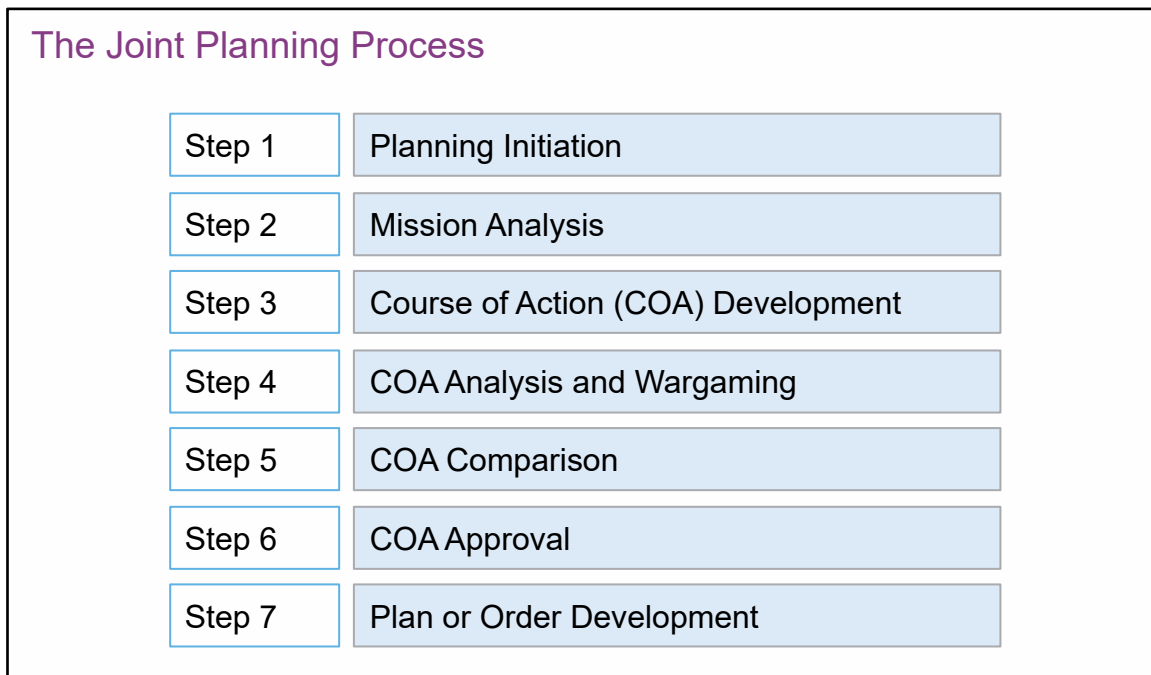 The Joint Planning Process
Step 1 Planning Initiation
Step 2 Mission Analysis
Step 3 Course of Action (COA) Development
Step 4 COA Analysis and Wargaming
Step 5 COA Comparison
Step 6 COA Approval
Step 7 Plan or Order Development